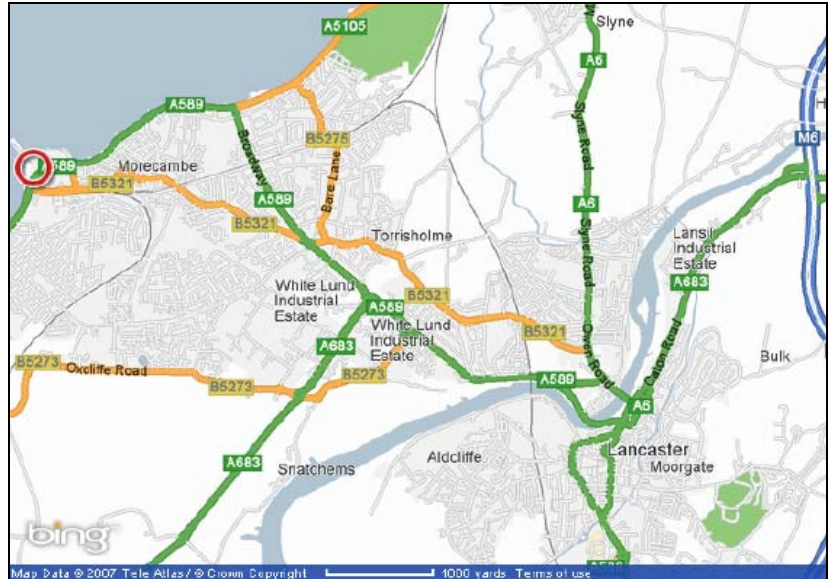 A5105
Slyne
A6
A589
Slyne Road
B5275
M6
A589
Morecambe
Broadway
B5321
Bare Lane
A589
A6
B5321
Torrisholme
Slyne Road
Lansil
Industrial
Estate
A683
White Lund
Industrial
Estate
A589
B5321
White Lund
Industrial
Estate
A683
B5321
Owen Road
Caton Road
Bulk
B5273
Oxcliffe Road
B5273
B5273
A589
A6
A683
Snatchems
Aldcliffe
Lancaster
Moorgate
bing
Map Data © 2007 Tele Atlas / © Crown Copyright
1000 yards
Terms of use